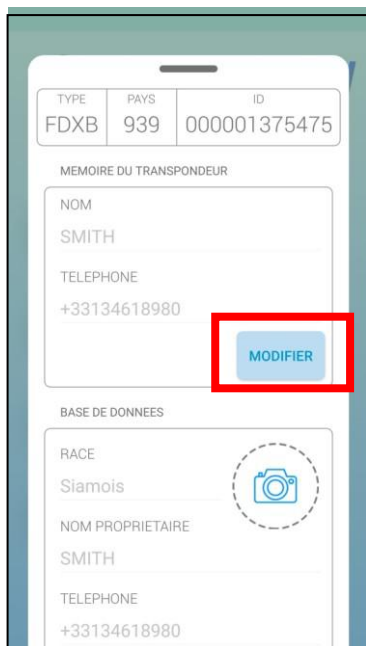 TYPE PAYS ID
FDXB 939 000001375475
MEMOIRE DU TRANSPONDEUR
NOM
SMITH
TELEPHONE
+33134618980
MODIFIER
BASE DE DONNEES
RACE
Siamois
NOM PROPRIETAIRE
SMITH
TELEPHONE
+33134618980